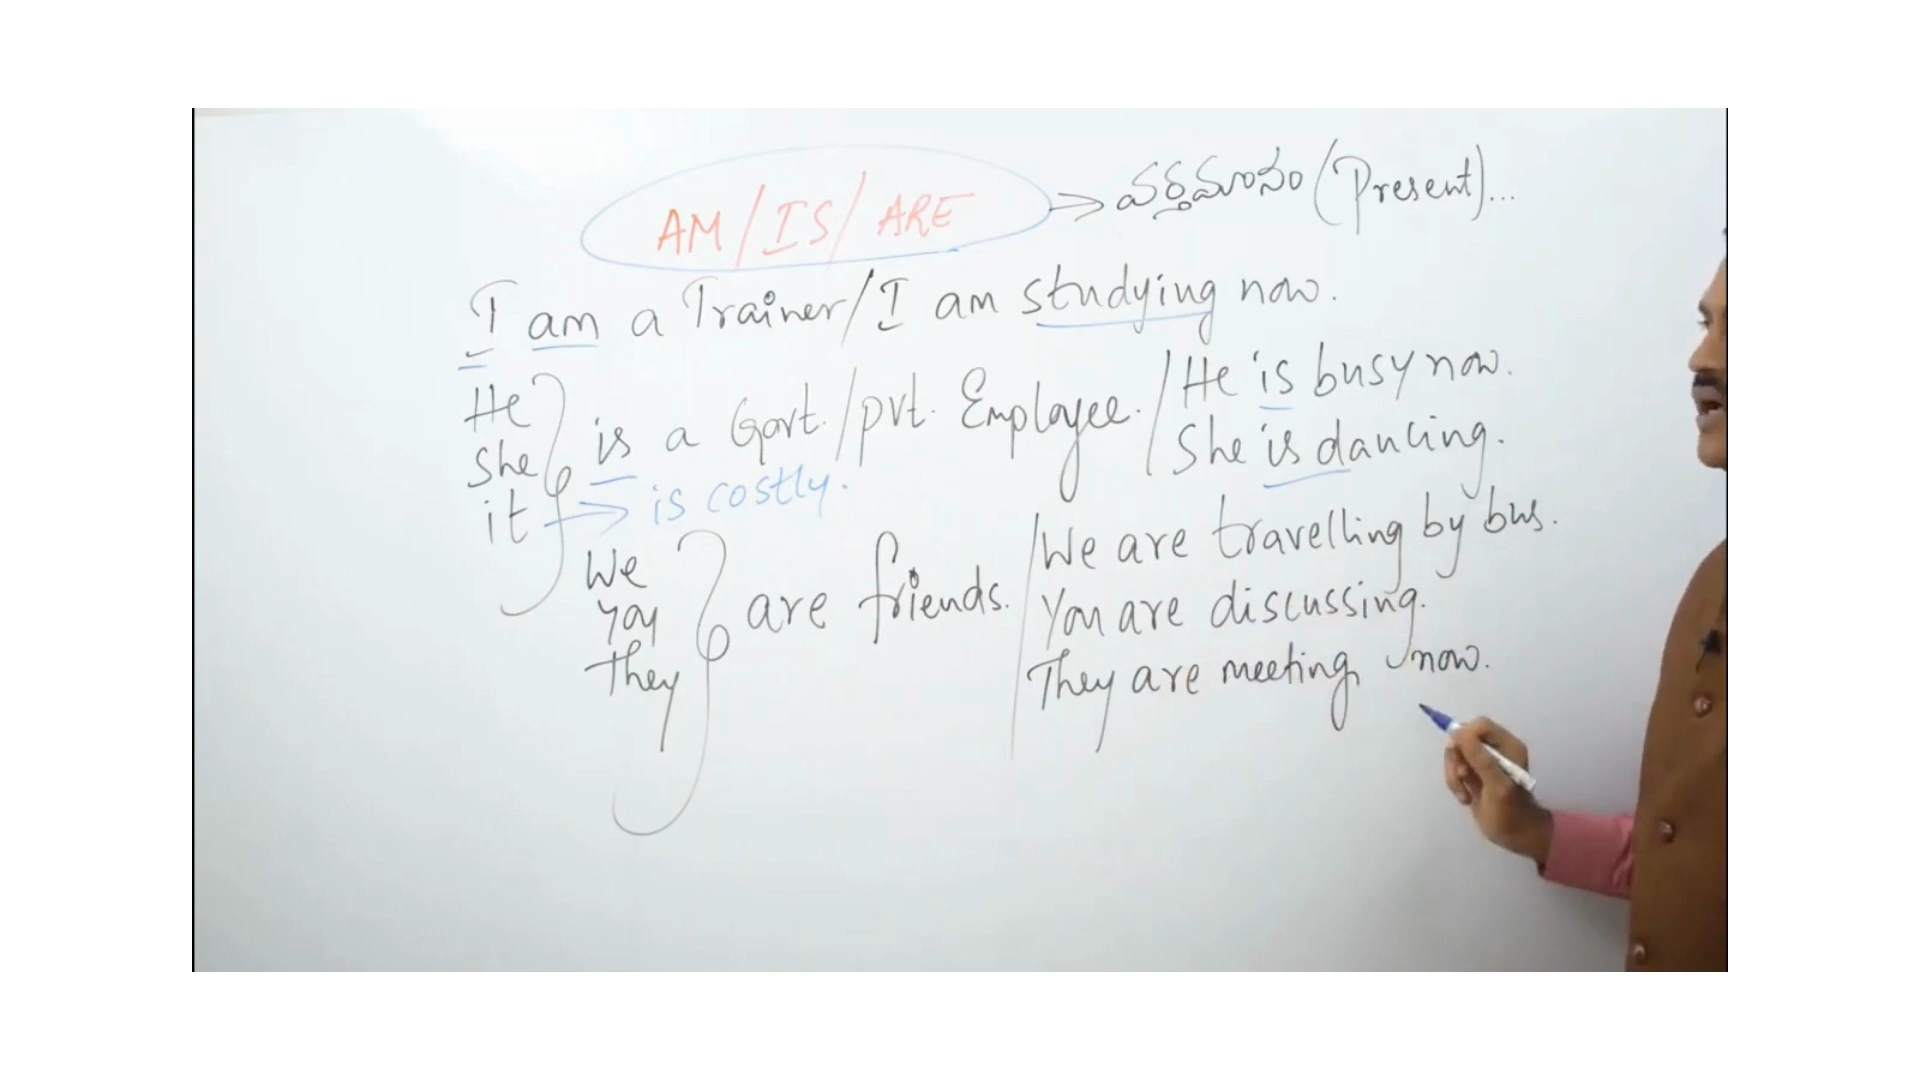 AM/IS/ARE → వర్తమానం (Present)...
I am a Trainer/I am studying now.
He
She
it
is a Govt./pvt. Employee./
He is busy now.
She is dancing.
→ is costly.
We
you
They
are friends.
We are travelling by bus.
You are discussing.
They are meeting now.